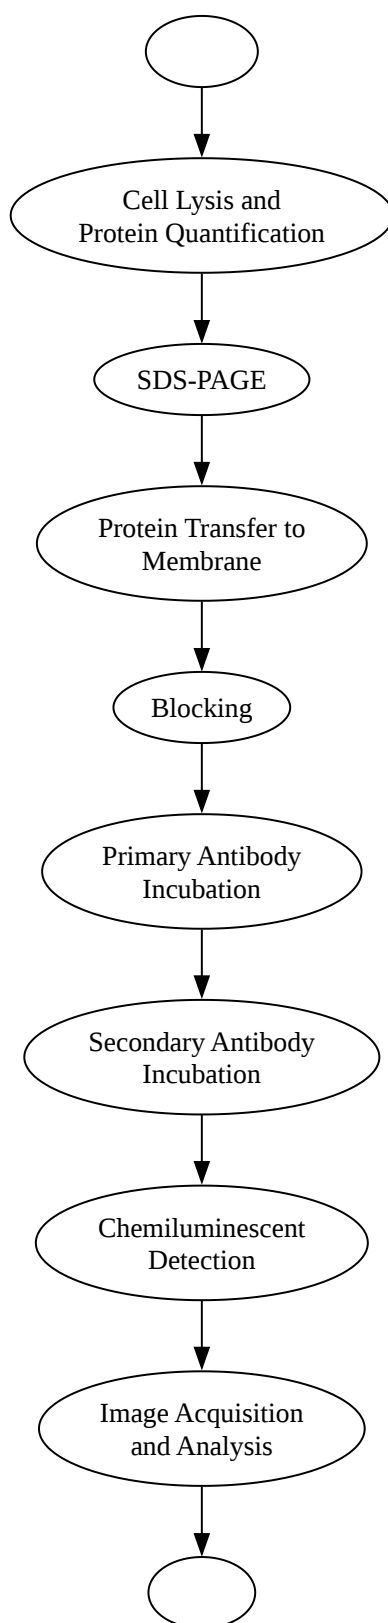 Cell Lysis and
Protein Quantification
SDS-PAGE
Protein Transfer to
Membrane
Blocking
Primary Antibody
Incubation
Secondary Antibody
Incubation
Chemiluminescent
Detection
Image Acquisition
and Analysis